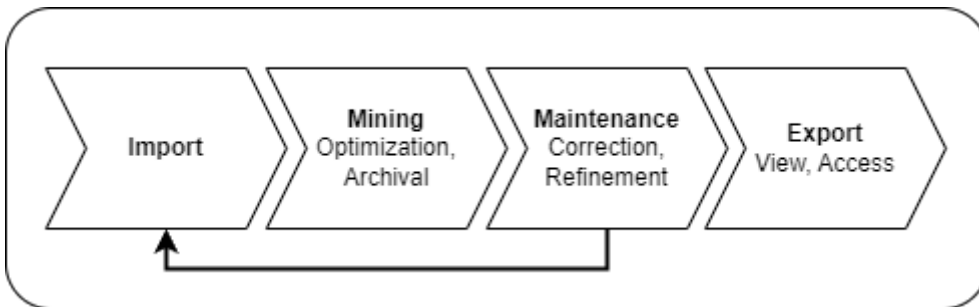 Import
Mining
Optimization,
Archival
Maintenance
Correction,
Refinement
Export
View, Access